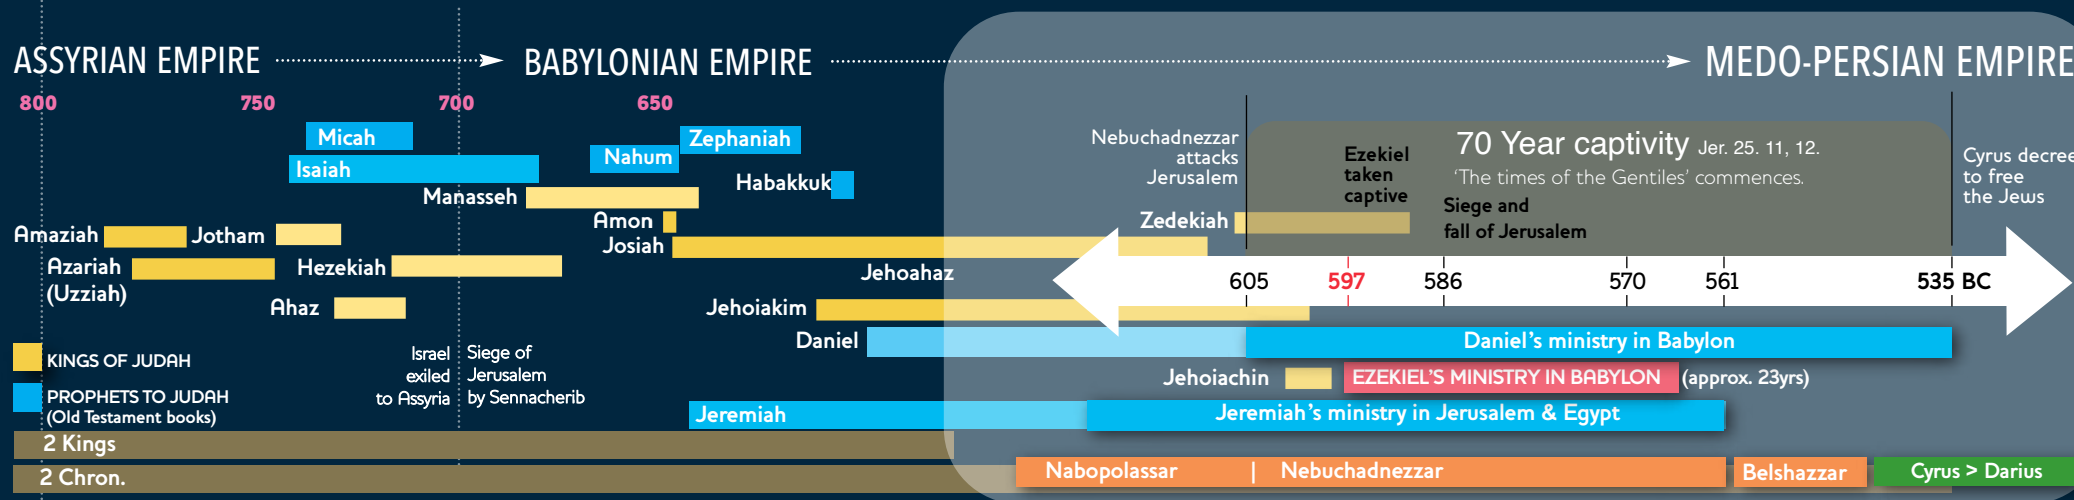 ASSYRIAN EMPIRE
BABYLONIAN EMPIRE
MEDO-PERSIAN EMPIRE
800
750
700
650
Micah
Isaiah
Manasseh
Nahum
Zephaniah
Habakkuk
Amon
Josiah
Amaziah
Jotham
Azariah
(Uzziah)
Hezekiah
Ahaz
Jehoahaz
Jehoiakim
Daniel
Jeremiah
KINGS OF JUDAH
PROPHETS TO JUDAH
(Old Testament books)
Israel
exiled
to Assyria
Siege of
Jerusalem
by Sennacherib
2 Kings
2 Chron.
Nebuchadnezzar
attacks
Jerusalem
Zedekiah
Ezekiel
taken
captive
70 Year captivity Jer. 25. 11, 12.
‘The times of the Gentiles’ commences.
Siege and
fall of Jerusalem
Cyrus decree
to free
the Jews
605
597
586
570
561
535 BC
Daniel’s ministry in Babylon
Jehoiachin
EZEKIEL’S MINISTRY IN BABYLON
(approx. 23yrs)
Jeremiah’s ministry in Jerusalem & Egypt
Nabopolassar | Nebuchadnezzar
Belshazzar
Cyrus > Darius